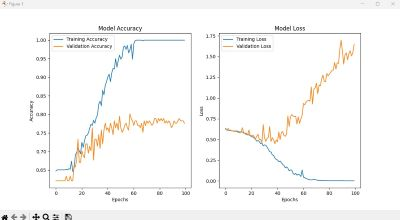 Figure 1
Model Accuracy
Training Accuracy
Validation Accuracy
1.00
0.95
0.90
0.85
0.80
0.75
0.70
0.65
Accuracy
0 20 40 60 80 100
Epochs
Model Loss
Training Loss
Validation Loss
1.75
1.50
1.25
1.00
0.75
0.50
0.25
0.00
Loss
0 20 40 60 80 100
Epochs